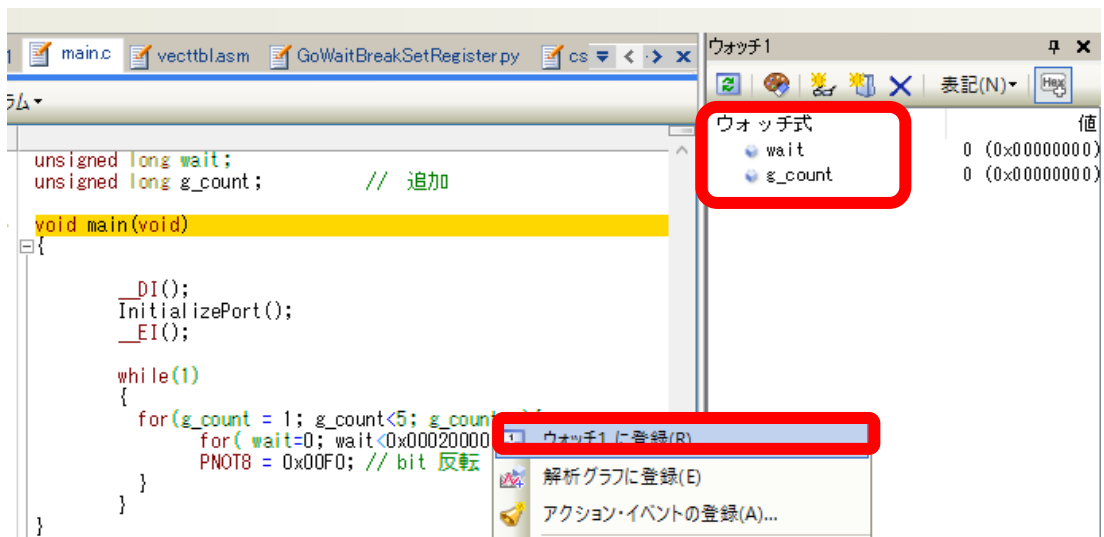 main.c vecttbl.asm GoWaitBreakSetRegister.py cs
ラム
unsigned long wait;
unsigned long g_count; // 追加
void main(void)
{
__DI();
InitializePort();
__EI();
while(1)
{
for(g_count = 1; g_count<5; g_count
for( wait=0; wait<0x00020000
PNOT8 = 0x00F0; // bit 反転
}
}
}
ウォッチ1 に登録(R)
解析グラフに登録(E)
アクション・イベントの登録(A)...
ウォッチ1
表記(N) Hex
ウォッチ式 値
wait 0 (0x00000000)
g_count 0 (0x00000000)